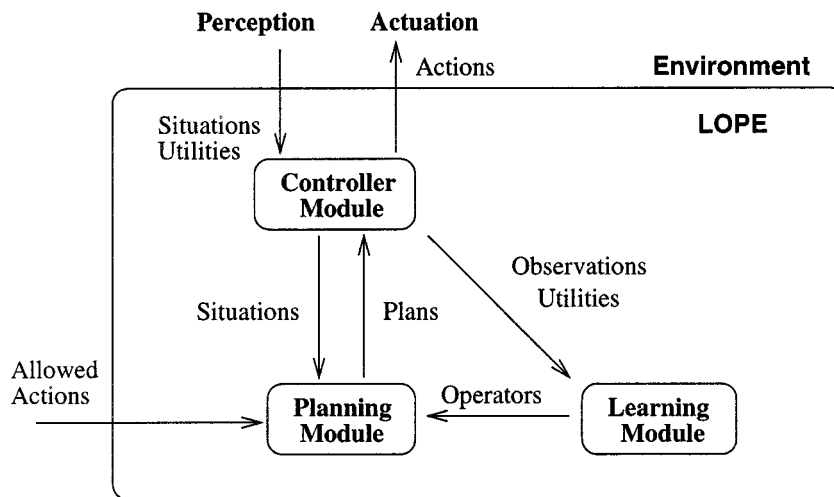 Perception
Actuation
Actions
Environment
LOPE
Situations
Utilities
Controller
Module
Observations
Utilities
Situations
Plans
Allowed
Actions
Planning
Module
Operators
Learning
Module